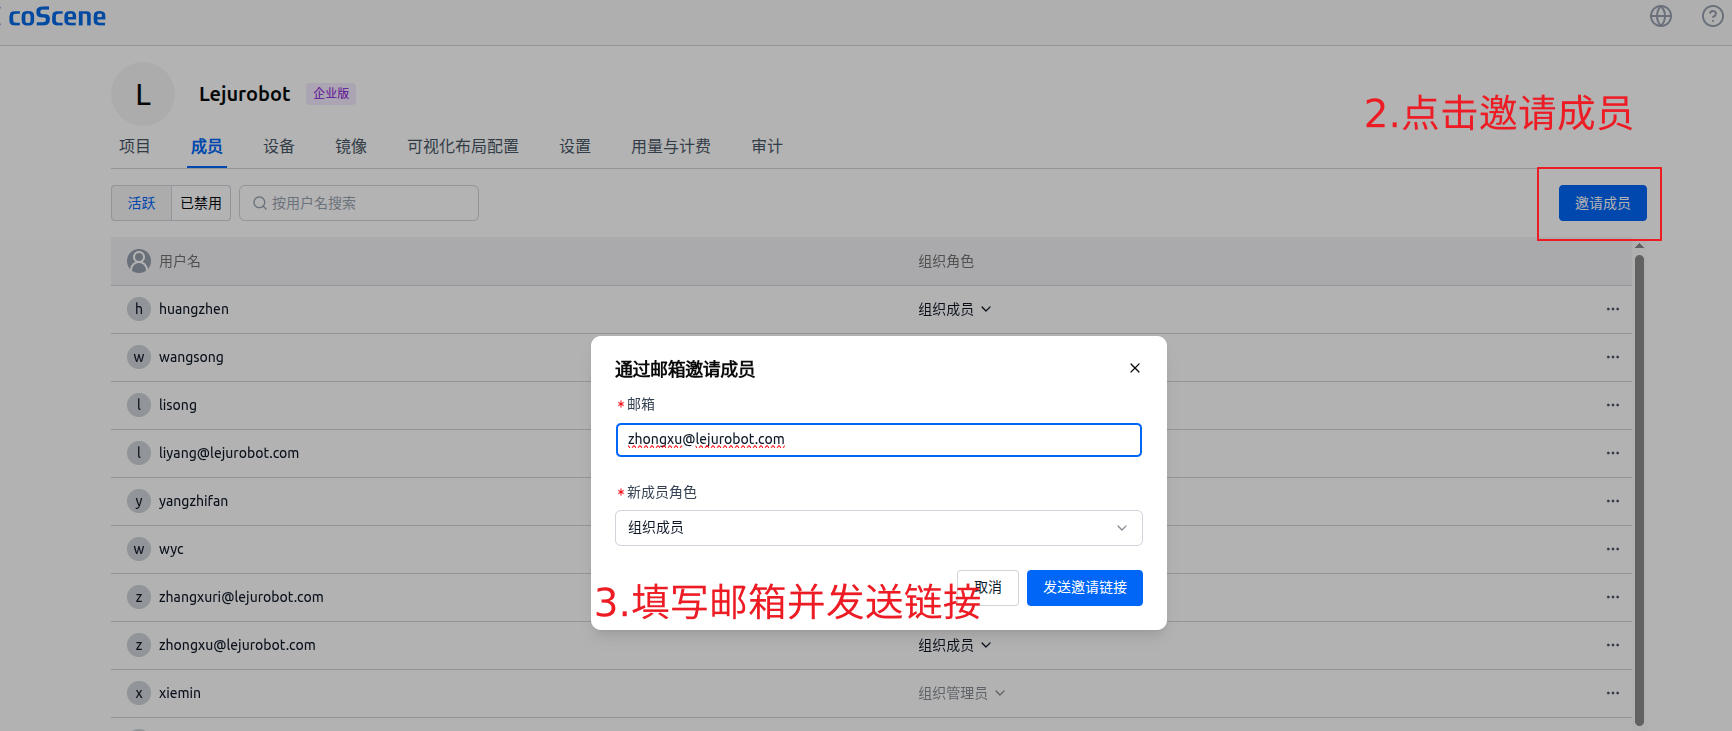 coScene
L
Lejurobot 企业版
2.点击邀请成员
项目 成员 设备 镜像 可视化布局配置 设置 用量与计费 审计
活跃 已禁用 按用户名搜索 邀请成员
用户名 组织角色
h huangzhen 组织成员
w wangsong
l lisong
l liyang@lejurobot.com
y yangzhifan
w wyc
z zhangxuri@lejurobot.com
z zhongxu@lejurobot.com 组织成员
x xiemin 组织管理员
通过邮箱邀请成员
* 邮箱
zhongxu@lejurobot.com
* 新成员角色
组织成员
取消 发送邀请链接
3.填写邮箱并发送链接